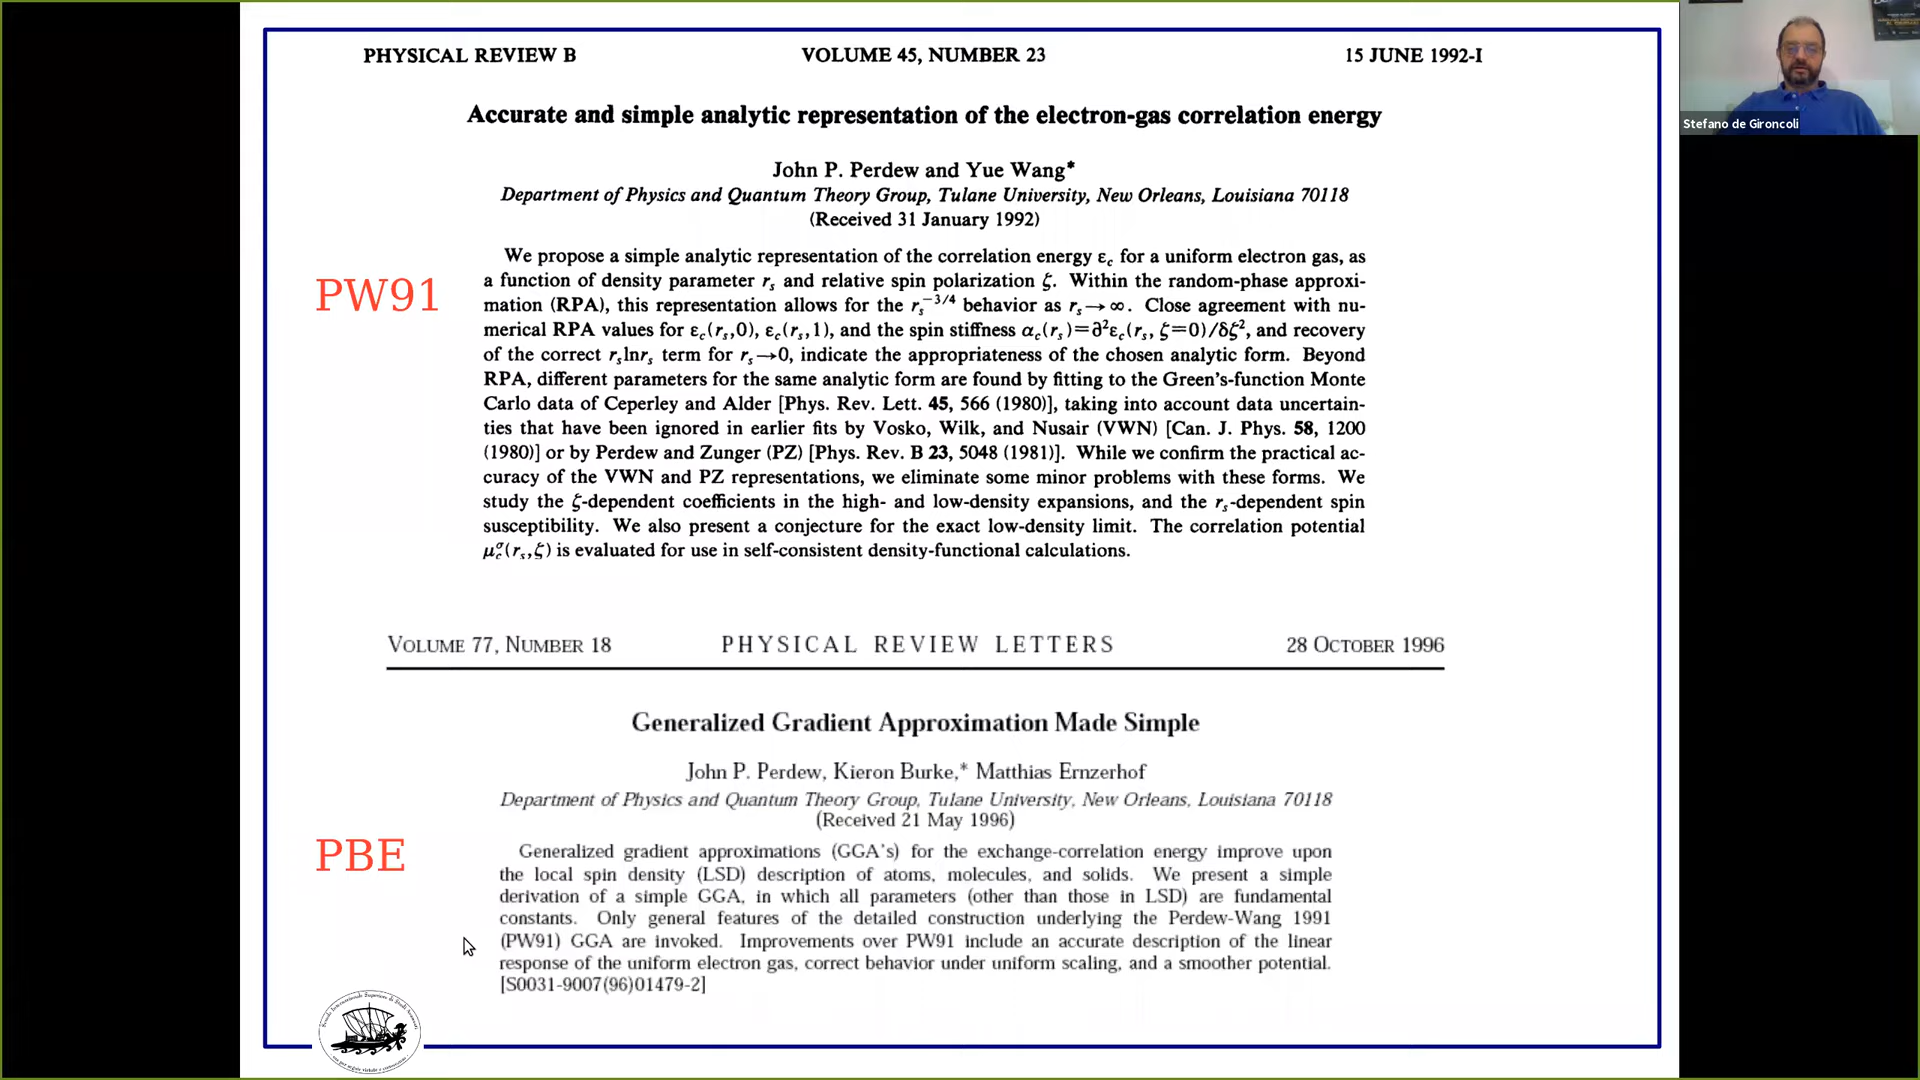 PHYSICAL REVIEW B VOLUME 45, NUMBER 23 15 JUNE 1992-I
Accurate and simple analytic representation of the electron-gas correlation energy
John P. Perdew and Yue Wang*
Department of Physics and Quantum Theory Group, Tulane University, New Orleans, Louisiana 70118
(Received 31 January 1992)
PW91
We propose a simple analytic representation of the correlation energy εc for a uniform electron gas, as
a function of density parameter rs and relative spin polarization ζ. Within the random-phase approxi-
mation (RPA), this representation allows for the rs^−3/4 behavior as rs→∞. Close agreement with nu-
merical RPA values for εc(rs,0), εc(rs,1), and the spin stiffness αc(rs)=∂²εc(rs, ζ=0)/δζ², and recovery
of the correct rs ln rs term for rs→0, indicate the appropriateness of the chosen analytic form. Beyond
RPA, different parameters for the same analytic form are found by fitting to the Green's-function Monte
Carlo data of Ceperley and Alder [Phys. Rev. Lett. 45, 566 (1980)], taking into account data uncertain-
ties that have been ignored in earlier fits by Vosko, Wilk, and Nusair (VWN) [Can. J. Phys. 58, 1200
(1980)] or by Perdew and Zunger (PZ) [Phys. Rev. B 23, 5048 (1981)]. While we confirm the practical ac-
curacy of the VWN and PZ representations, we eliminate some minor problems with these forms. We
study the ζ-dependent coefficients in the high- and low-density expansions, and the rs-dependent spin
susceptibility. We also present a conjecture for the exact low-density limit. The correlation potential
μcσ(rs,ζ) is evaluated for use in self-consistent density-functional calculations.
VOLUME 77, NUMBER 18 PHYSICAL REVIEW LETTERS 28 OCTOBER 1996
Generalized Gradient Approximation Made Simple
John P. Perdew, Kieron Burke,* Matthias Ernzerhof
Department of Physics and Quantum Theory Group, Tulane University, New Orleans, Louisiana 70118
(Received 21 May 1996)
PBE
Generalized gradient approximations (GGA's) for the exchange-correlation energy improve upon
the local spin density (LSD) description of atoms, molecules, and solids. We present a simple
derivation of a simple GGA, in which all parameters (other than those in LSD) are fundamental
constants. Only general features of the detailed construction underlying the Perdew-Wang 1991
(PW91) GGA are invoked. Improvements over PW91 include an accurate description of the linear
response of the uniform electron gas, correct behavior under uniform scaling, and a smoother potential.
[S0031-9007(96)01479-2]
Stefano de Gironcoli